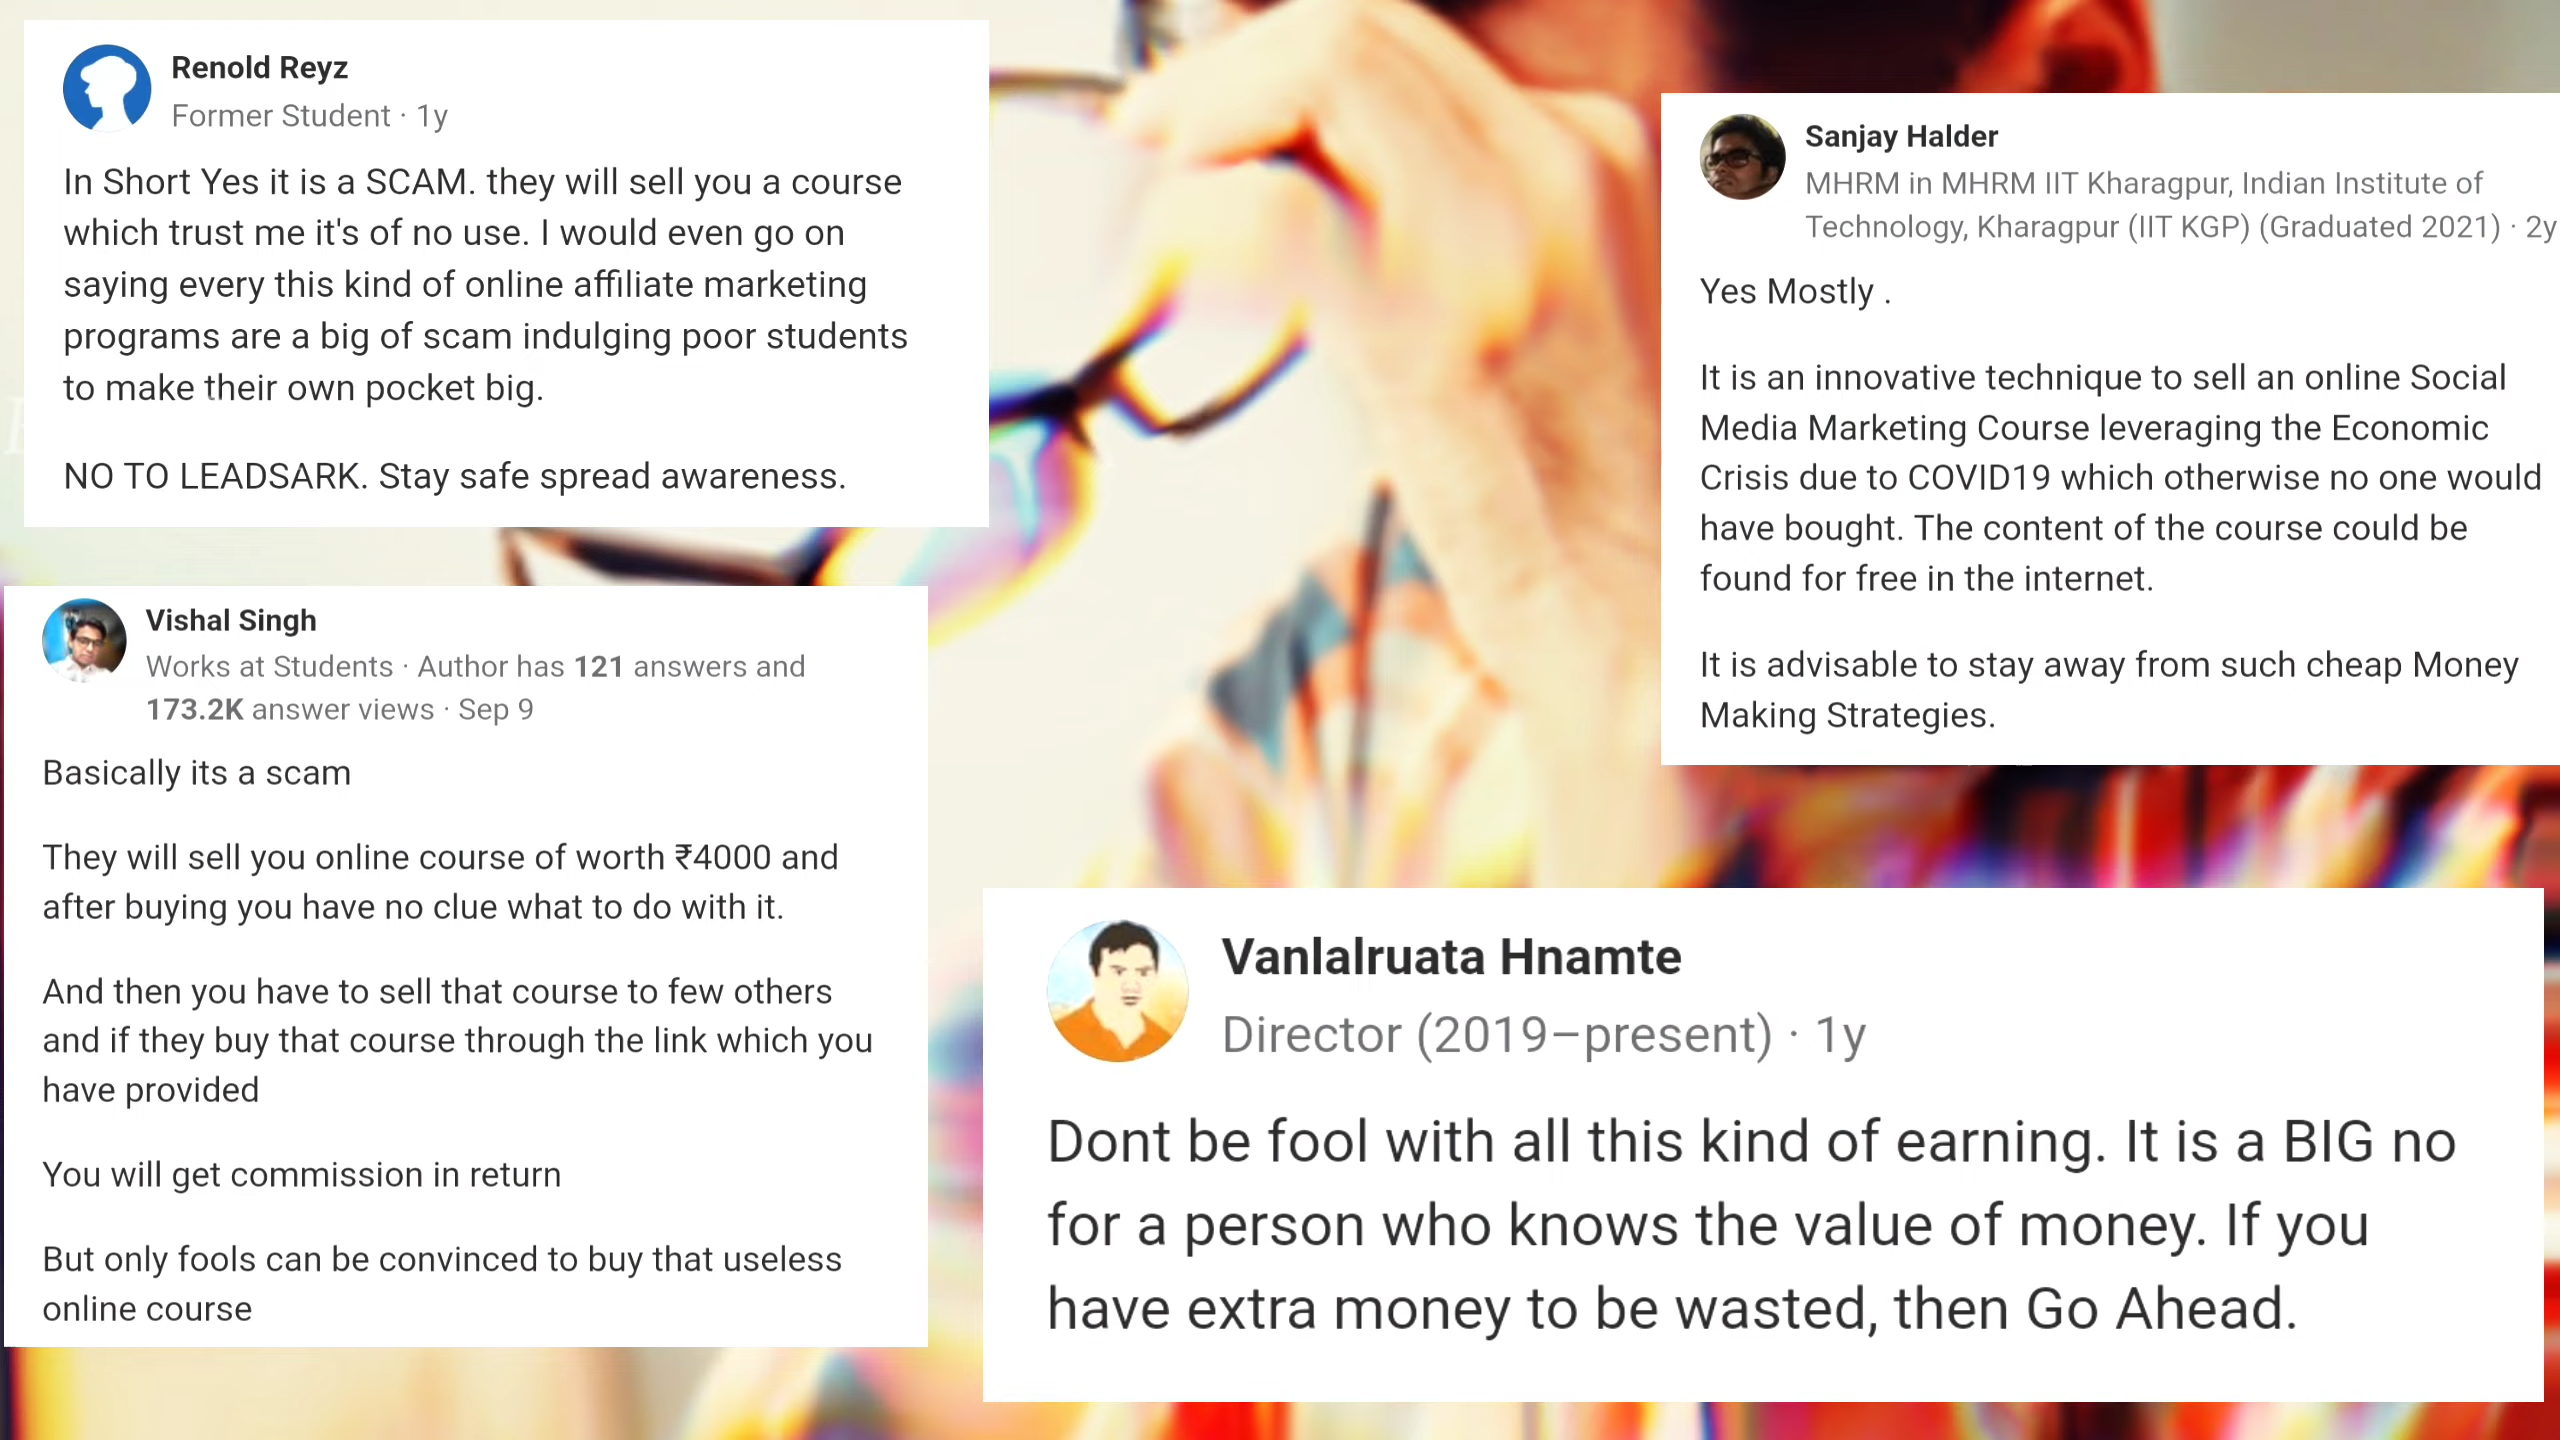 Renold Reyz
Former Student · 1y
In Short Yes it is a SCAM. they will sell you a course
which trust me it's of no use. I would even go on
saying every this kind of online affiliate marketing
programs are a big of scam indulging poor students
to make their own pocket big.
NO TO LEADSARK. Stay safe spread awareness.
Sanjay Halder
MHRM in MHRM IIT Kharagpur, Indian Institute of
Technology, Kharagpur (IIT KGP) (Graduated 2021) · 2y
Yes Mostly .
It is an innovative technique to sell an online Social
Media Marketing Course leveraging the Economic
Crisis due to COVID19 which otherwise no one would
have bought. The content of the course could be
found for free in the internet.
It is advisable to stay away from such cheap Money
Making Strategies.
Vishal Singh
Works at Students · Author has 121 answers and
173.2K answer views · Sep 9
Basically its a scam
They will sell you online course of worth ₹4000 and
after buying you have no clue what to do with it.
And then you have to sell that course to few others
and if they buy that course through the link which you
have provided
You will get commission in return
But only fools can be convinced to buy that useless
online course
Vanlalruata Hnamte
Director (2019–present) · 1y
Dont be fool with all this kind of earning. It is a BIG no
for a person who knows the value of money. If you
have extra money to be wasted, then Go Ahead.